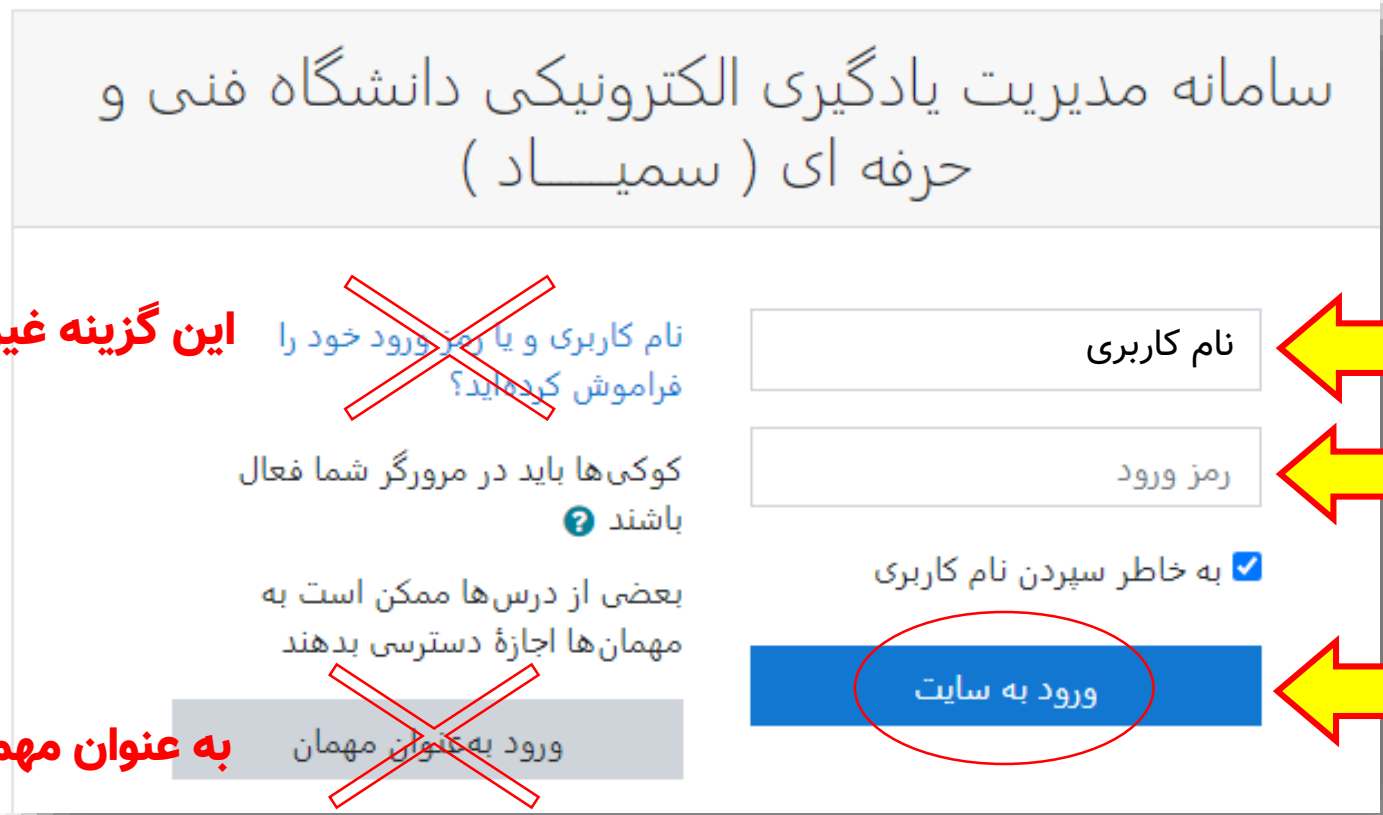 سامانه مدیریت یادگیری الکترونیکی دانشگاه فنی و
حرفه ای ( سمیــــاد )
نام کاربری
رمز ورود
به خاطر سپردن نام کاربری
ورود به سایت
نام کاربری و یا رمز ورود خود را
فراموش کرده‌اید؟
کوکی‌ها باید در مرورگر شما فعال
باشند ?
بعضی از درس‌ها ممکن است به
مهمان‌ها اجازهٔ دسترسی بدهند
ورود به‌عنوان مهمان
این گزینه
به عنوان